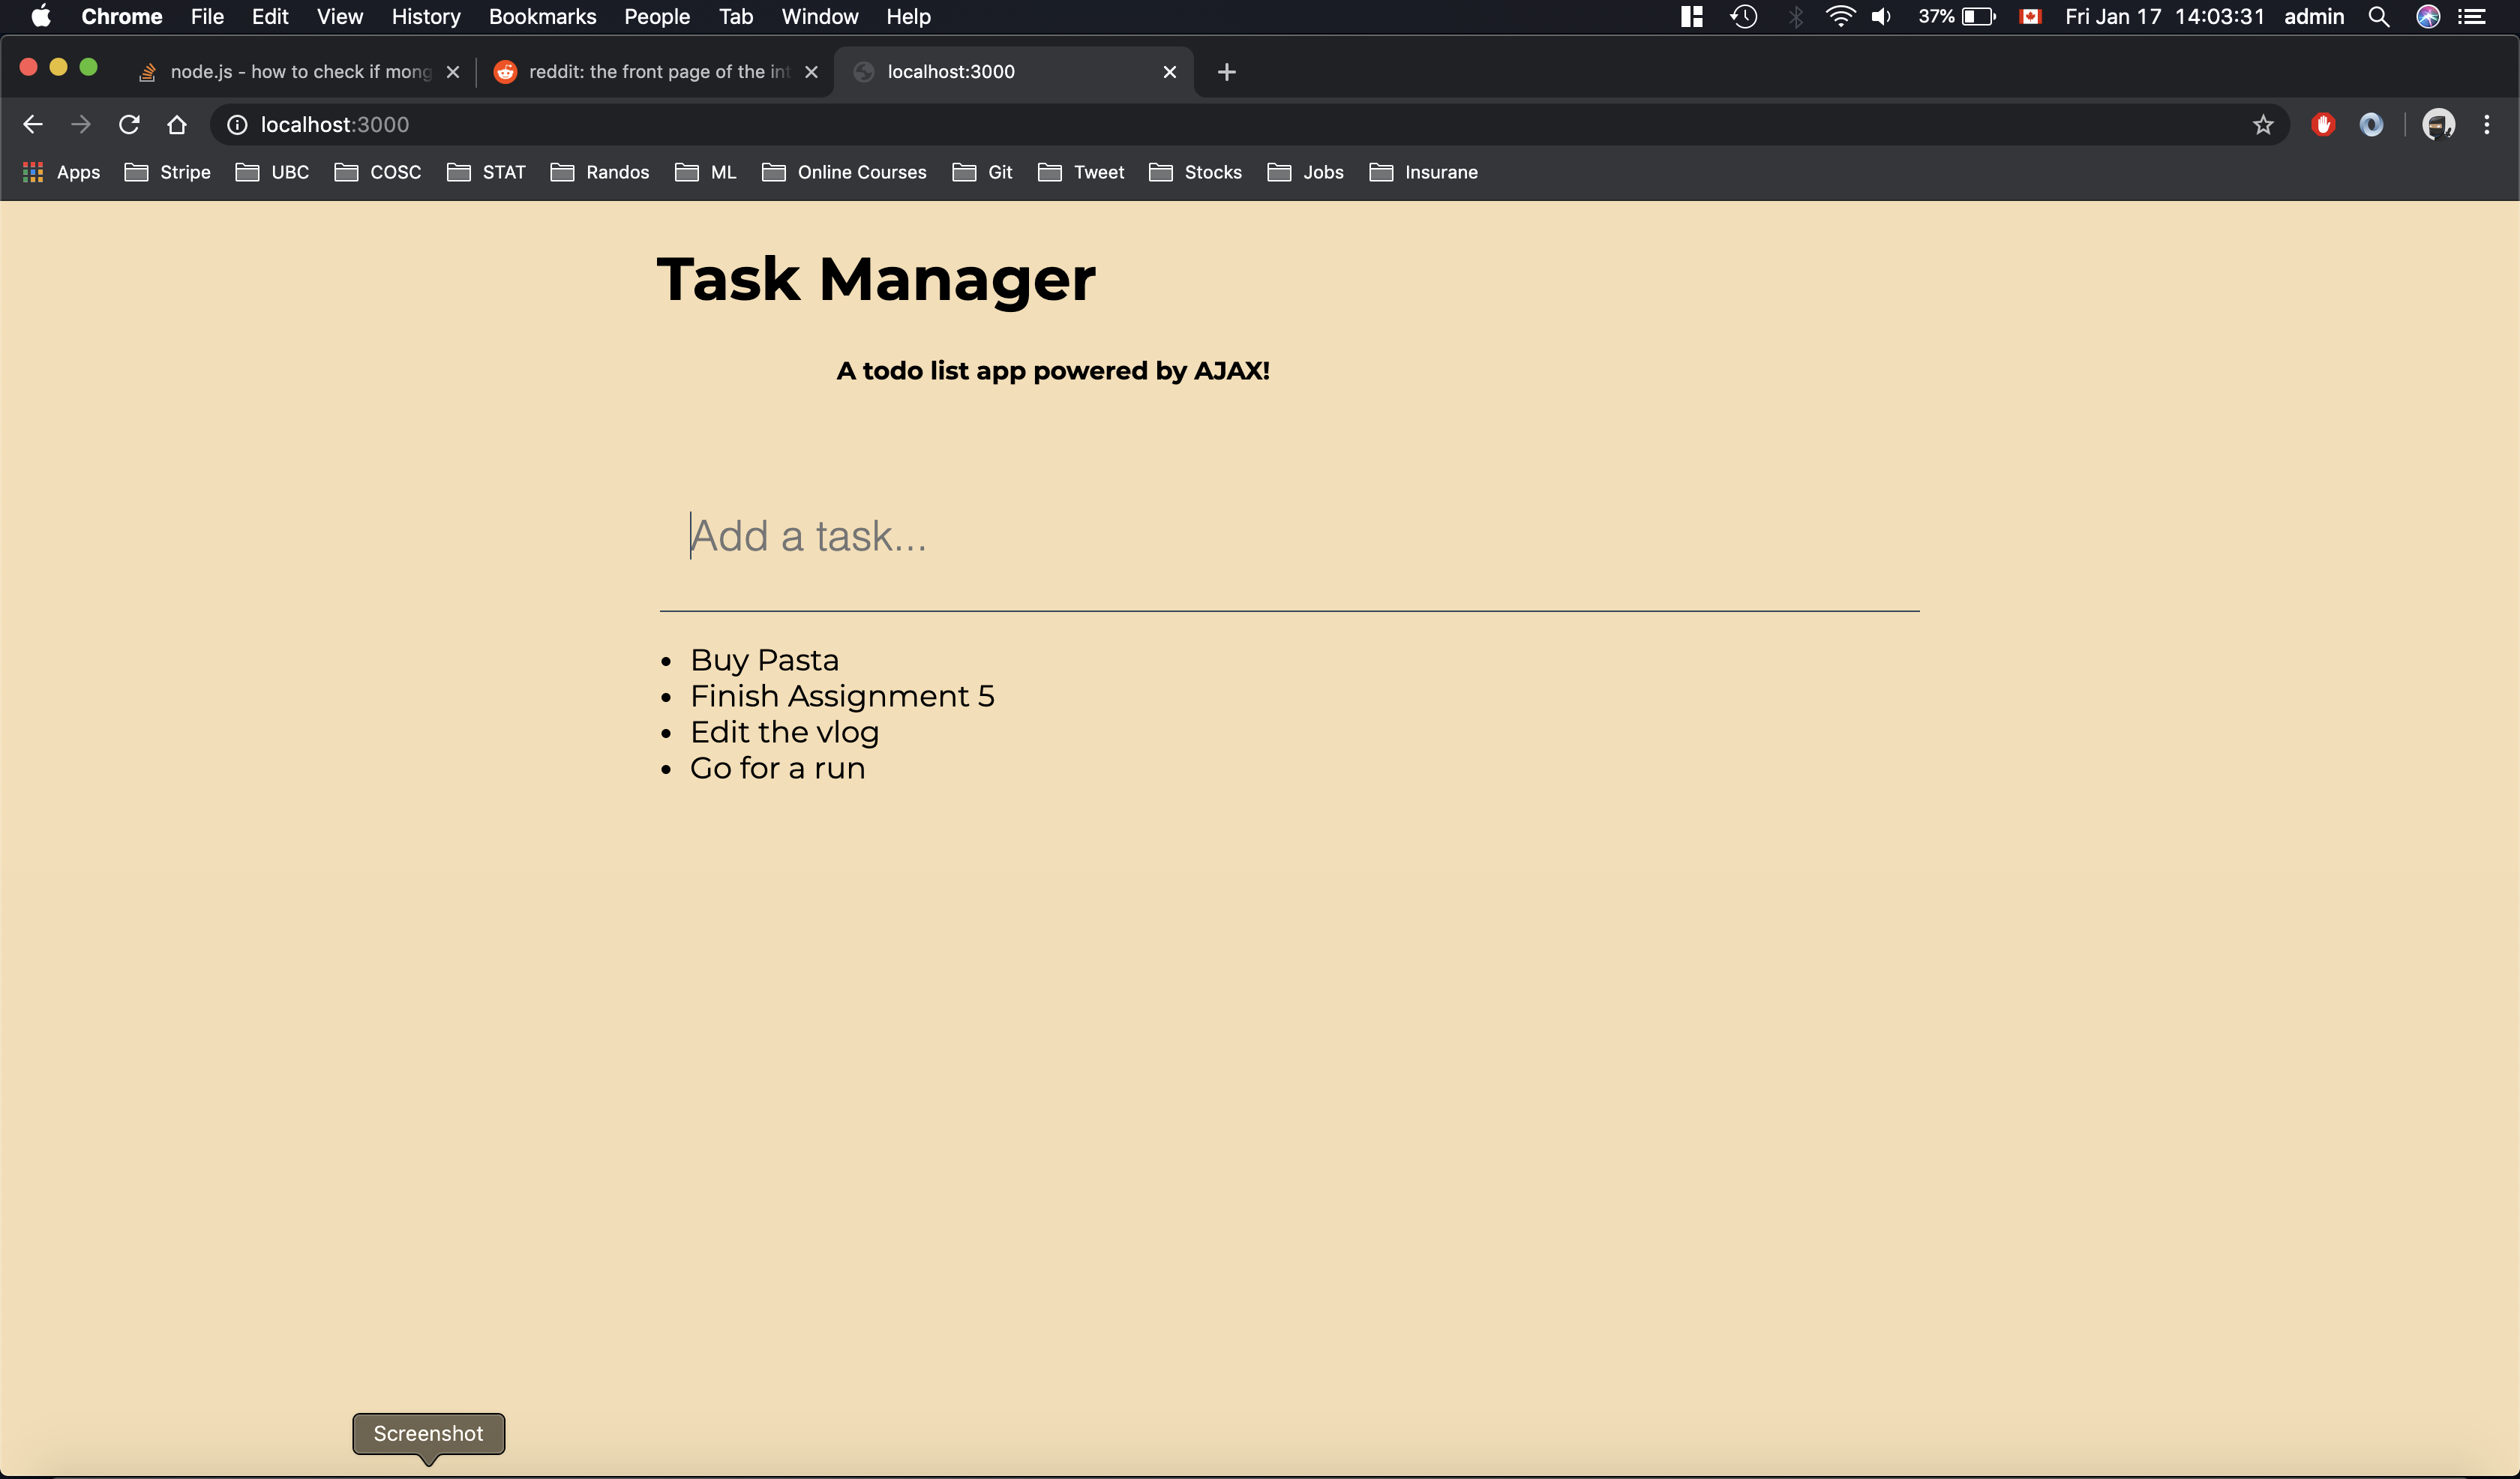 Chrome File Edit View History Bookmarks People Tab Window Help 37% Fri Jan 17 14:03:31 admin
node.js - how to check if mong reddit: the front page of the int localhost:3000
localhost:3000
Apps Stripe UBC COSC STAT Randos ML Online Courses Git Tweet Stocks Jobs Insurane
Task Manager
A todo list app powered by AJAX!
Add a task...
Buy Pasta
Finish Assignment 5
Edit the vlog
Go for a run
Screenshot